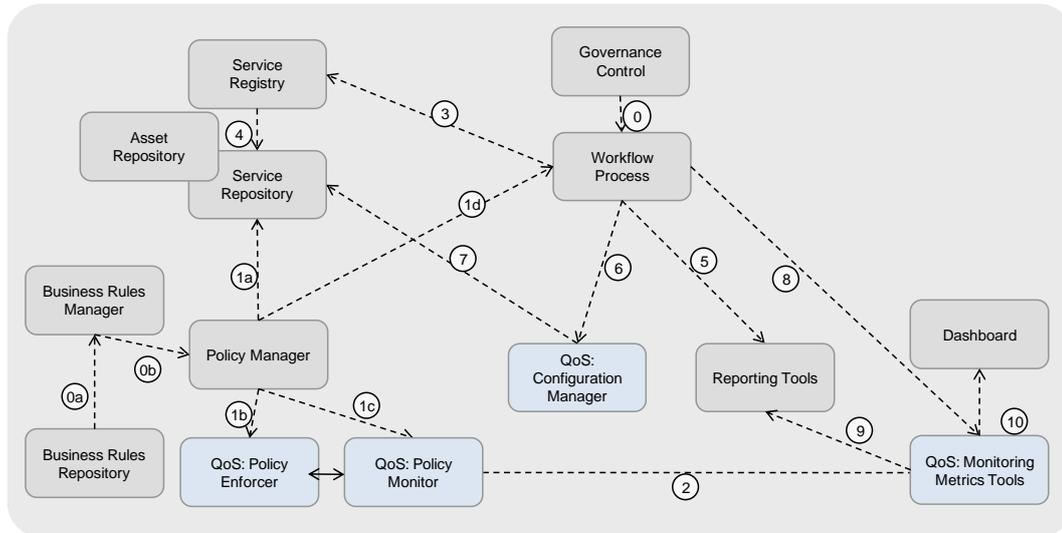 Service
Registry
Governance
Control
3
0
Asset
Repository
4
Workflow
Process
Service
Repository
1d
1a
7
6
5
8
Business Rules
Manager
Policy Manager
Dashboard
QoS:
Configuration
Manager
Reporting Tools
0b
0a
1b
1c
9
10
Business Rules
Repository
QoS: Policy
Enforcer
QoS: Policy
Monitor
2
QoS: Monitoring
Metrics Tools